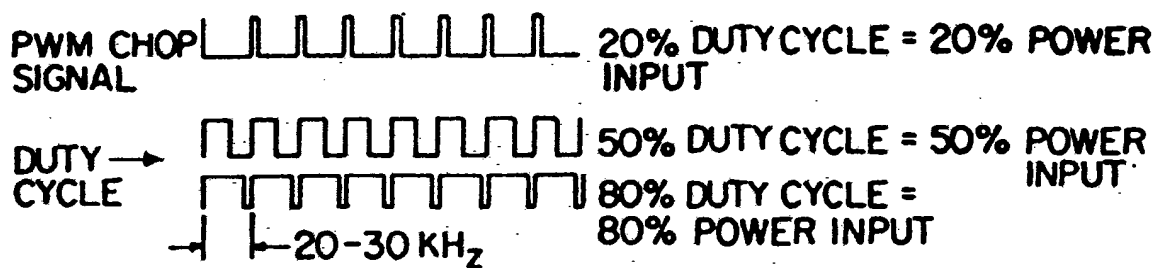 PWM CHOP
SIGNAL
20% DUTY CYCLE = 20% POWER
INPUT
DUTY
CYCLE
50% DUTY CYCLE = 50% POWER
INPUT
80% DUTY CYCLE =
80% POWER INPUT
20-30 KHz